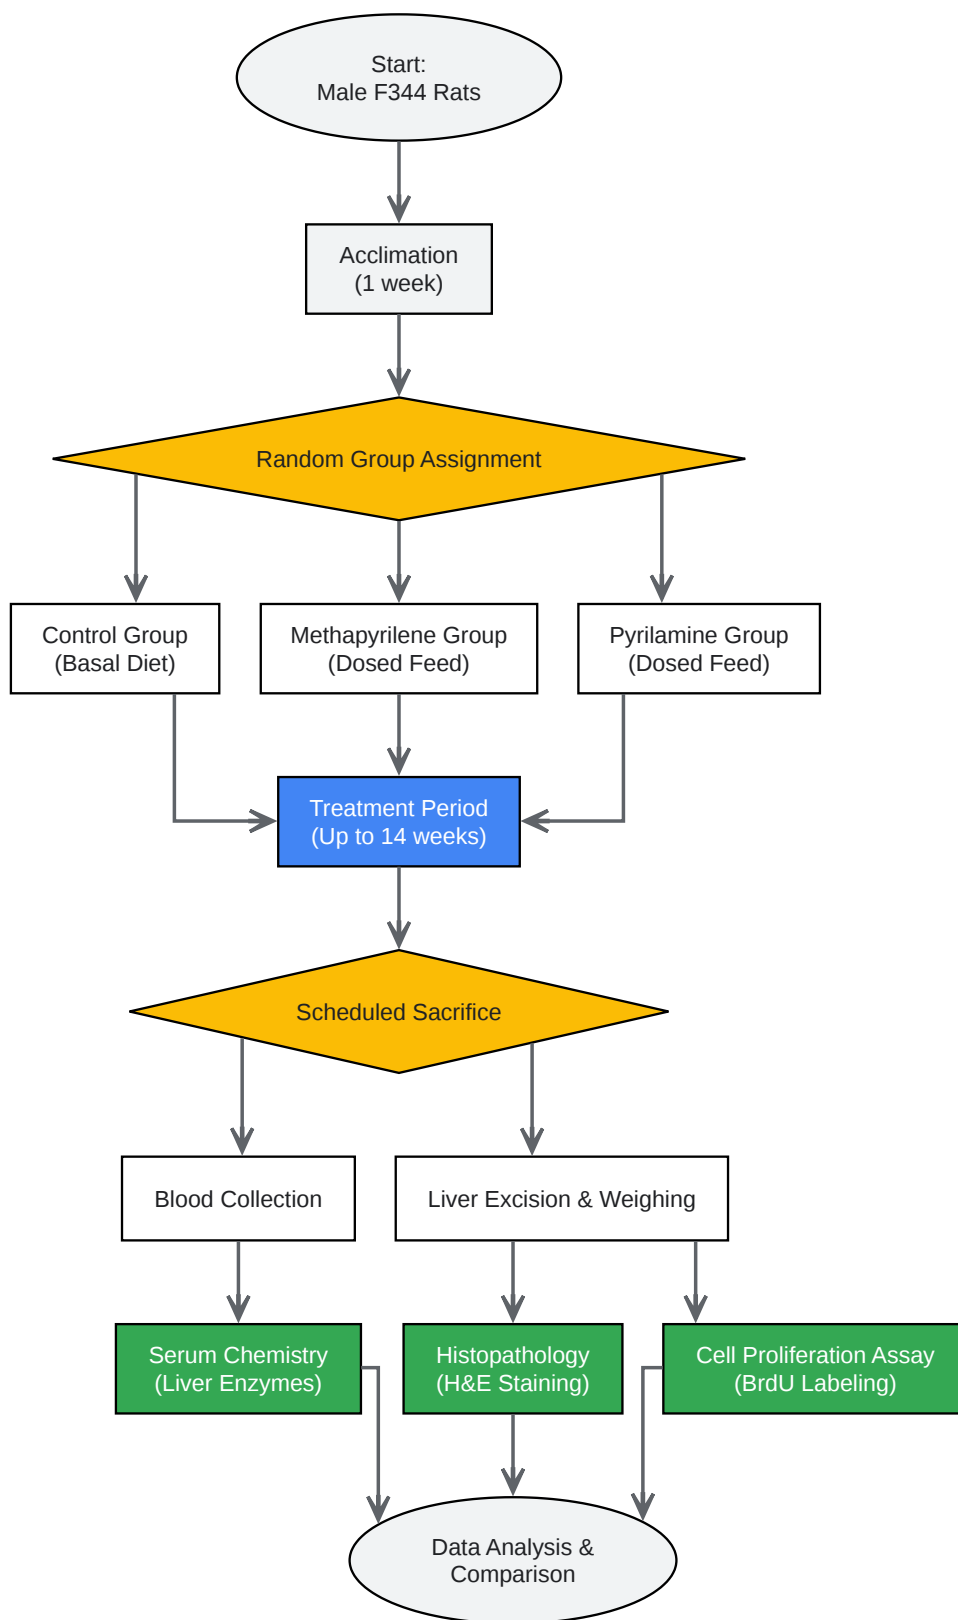 Start:
Male F344 Rats
Acclimation
(1 week)
Random Group Assignment
Control Group
(Basal Diet)
Methapyrilene Group
(Dosed Feed)
Pyrilamine Group
(Dosed Feed)
Treatment Period
(Up to 14 weeks)
Scheduled Sacrifice
Blood Collection
Liver Excision & Weighing
Serum Chemistry
(Liver Enzymes)
Histopathology
(H&E Staining)
Cell Proliferation Assay
(BrdU Labeling)
Data Analysis &
Comparison